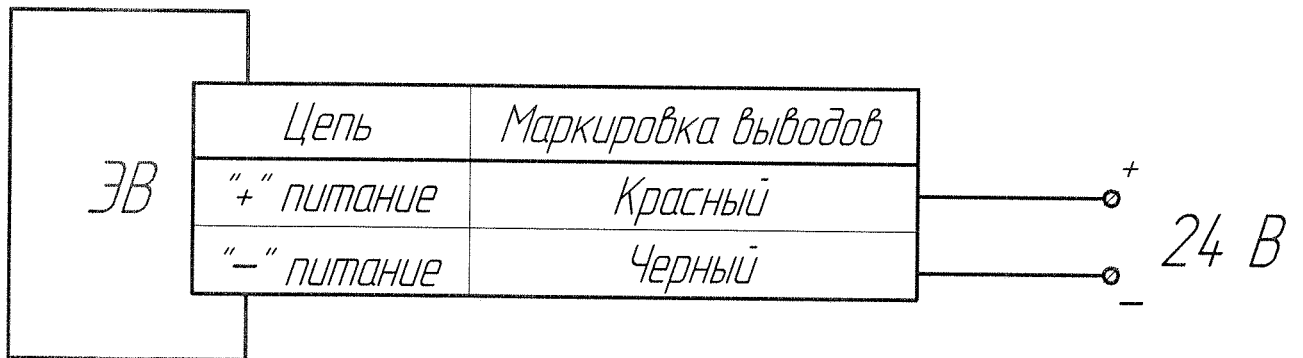 Цепь Маркировка выводов
+
ЭВ "+" питание Красный
24 В
"—" питание Черный
—